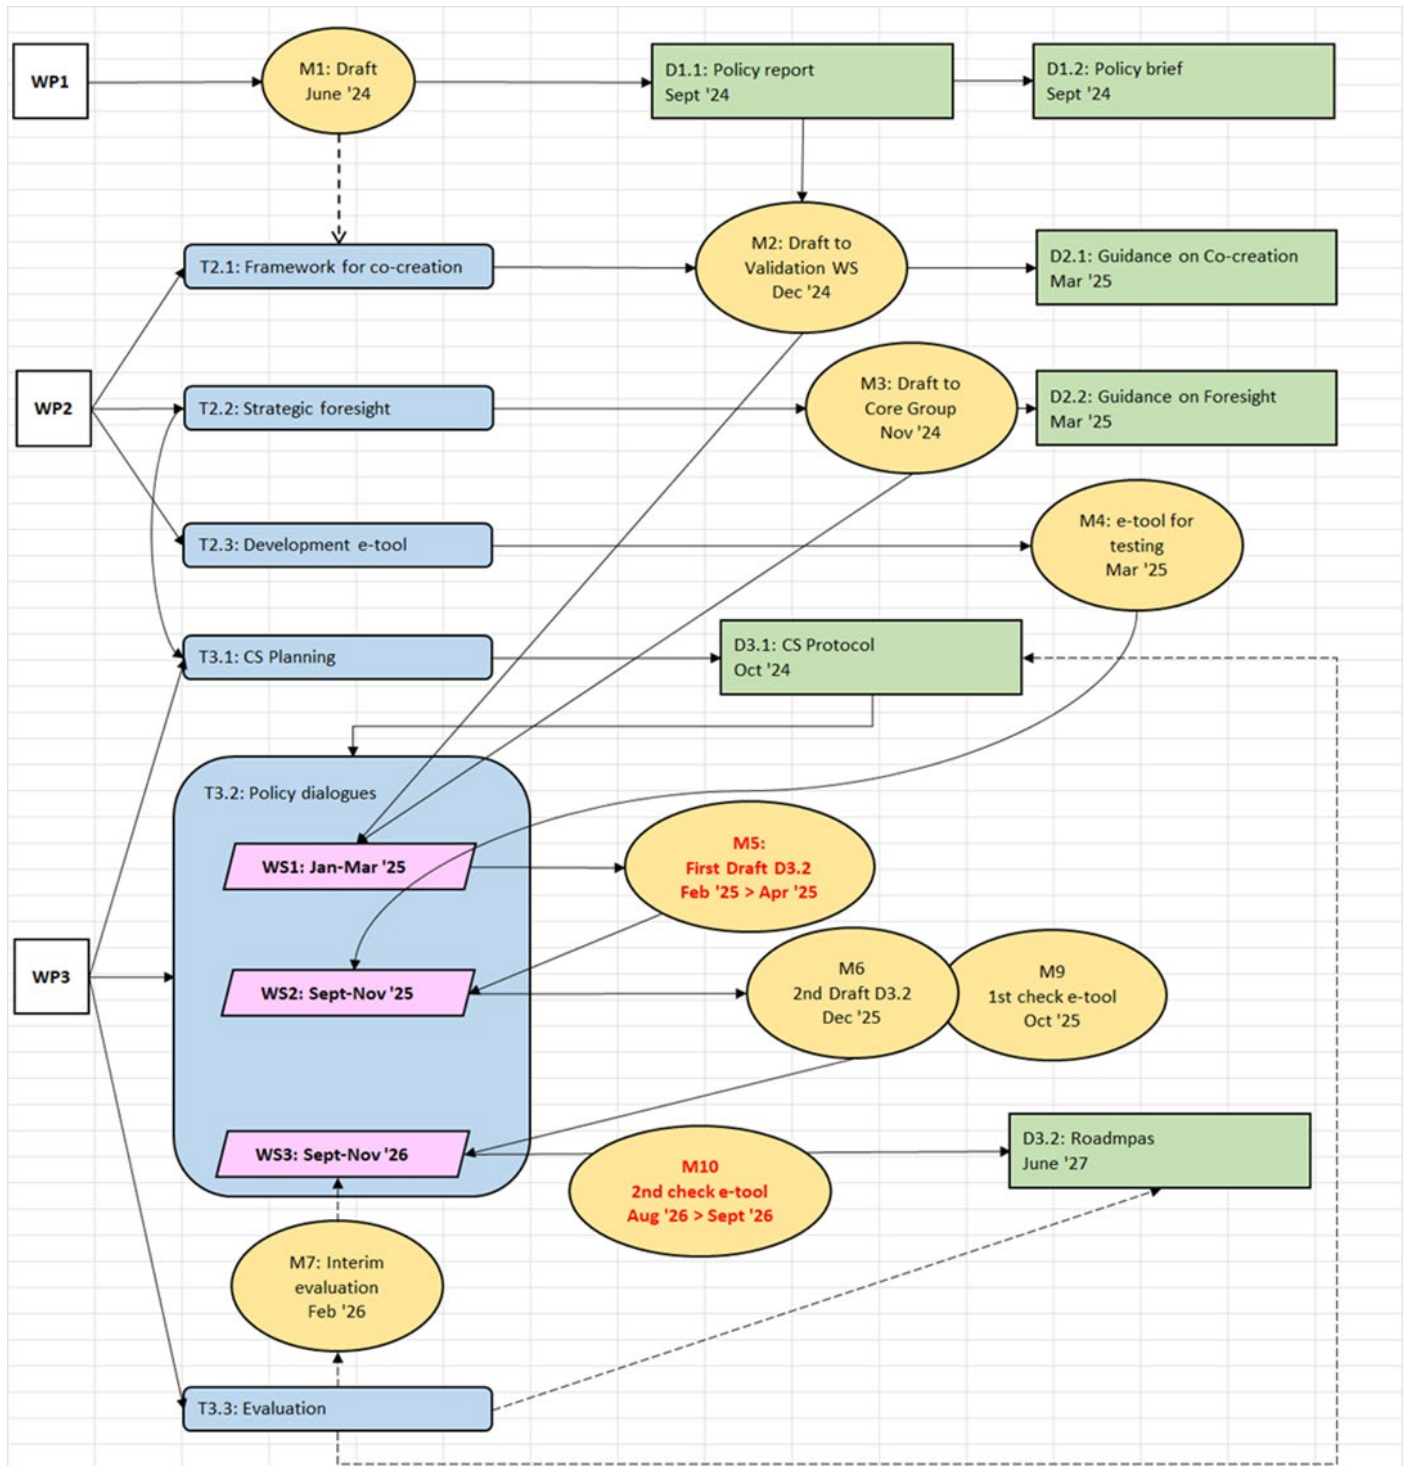 WP1
M1: Draft
June '24
D1.1: Policy report
Sept '24
D1.2: Policy brief
Sept '24
T2.1: Framework for co-creation
M2: Draft to
Validation WS
Dec '24
D2.1: Guidance on Co-creation
Mar '25
WP2
T2.2: Strategic foresight
M3: Draft to
Core Group
Nov '24
D2.2: Guidance on Foresight
Mar '25
T2.3: Development e-tool
M4: e-tool for
testing
Mar '25
T3.1: CS Planning
D3.1: CS Protocol
Oct '24
T3.2: Policy dialogues
WS1: Jan-Mar '25
M5:
First Draft D3.2
Feb '25 > Apr '25
WP3
WS2: Sept-Nov '25
M6
2nd Draft D3.2
Dec '25
M9
1st check e-tool
Oct '25
WS3: Sept-Nov '26
M10
2nd check e-tool
Aug '26 > Sept '26
D3.2: Roadmpas
June '27
M7: Interim
evaluation
Feb '26
T3.3: Evaluation